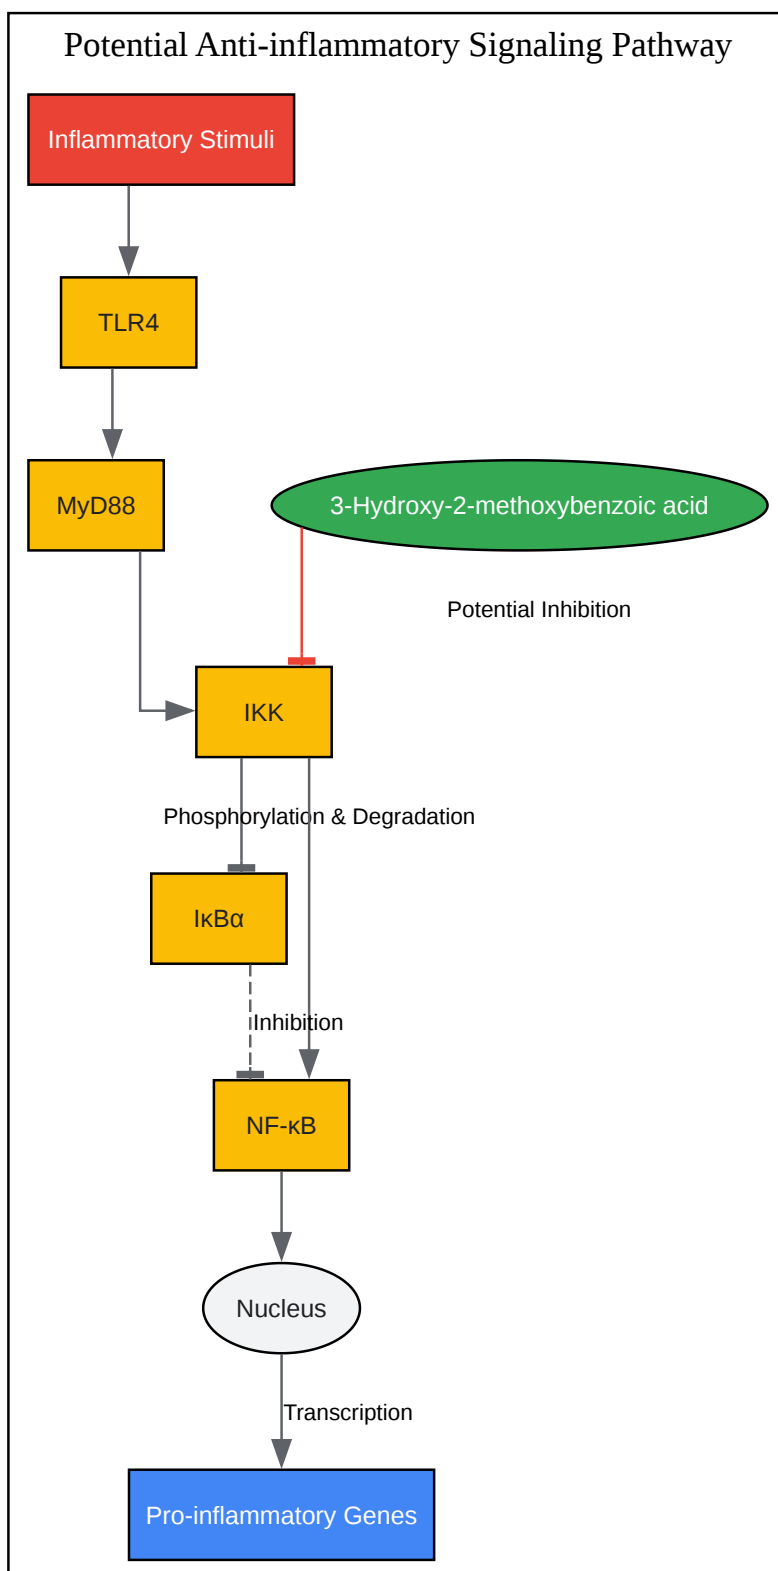 Potential Anti-inflammatory Signaling Pathway
Inflammatory Stimuli
TLR4
MyD88
3-Hydroxy-2-methoxybenzoic acid
Potential Inhibition
IKK
Phosphorylation & Degradation
IκBα
Inhibition
NF-κB
Nucleus
Transcription
Pro-inflammatory Genes